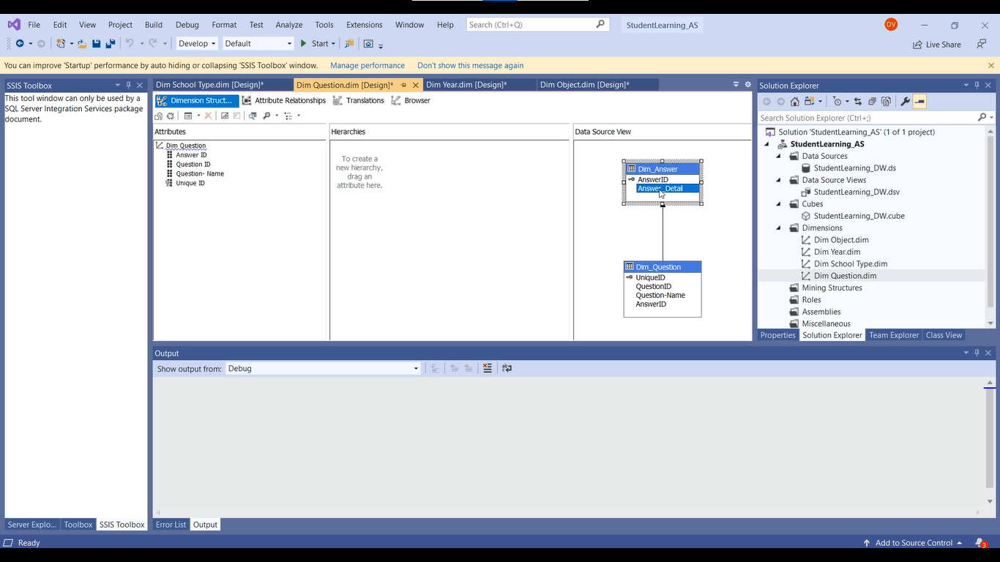 File Edit View Project Build Debug Format Test Analyze Tools Extensions Window Help Search (Ctrl+Q) StudentLearning_AS DV
Develop Default Start Live Share
You can improve 'Startup' performance by auto hiding or collapsing 'SSIS Toolbox' window. Manage performance Don't show this message again
SSIS Toolbox
This tool window can only be used by a
SQL Server Integration Services package
document.
Dim School Type.dim [Design]* Dim Question.dim [Design]* Dim Year.dim [Design]* Dim Object.dim [Design]*
Dimension Struct... Attribute Relationships Translations Browser
Attributes
Dim Question
Answer ID
Question ID
Question- Name
Unique ID
Hierarchies
To create a
new hierarchy,
drag an
attribute here.
Data Source View
Dim_Answer
AnswerID
Answer_Detail
Dim_Question
UniqueID
QuestionID
Question-Name
AnswerID
Solution Explorer
Search Solution Explorer (Ctrl+;)
Solution 'StudentLearning_AS' (1 of 1 project)
StudentLearning_AS
Data Sources
StudentLearning_DW.ds
Data Source Views
StudentLearning_DW.dsv
Cubes
StudentLearning_DW.cube
Dimensions
Dim Object.dim
Dim Year.dim
Dim School Type.dim
Dim Question.dim
Mining Structures
Roles
Assemblies
Miscellaneous
Properties Solution Explorer Team Explorer Class View
Output
Show output from: Debug
Server Explo... Toolbox SSIS Toolbox
Error List Output
Ready Add to Source Control 3